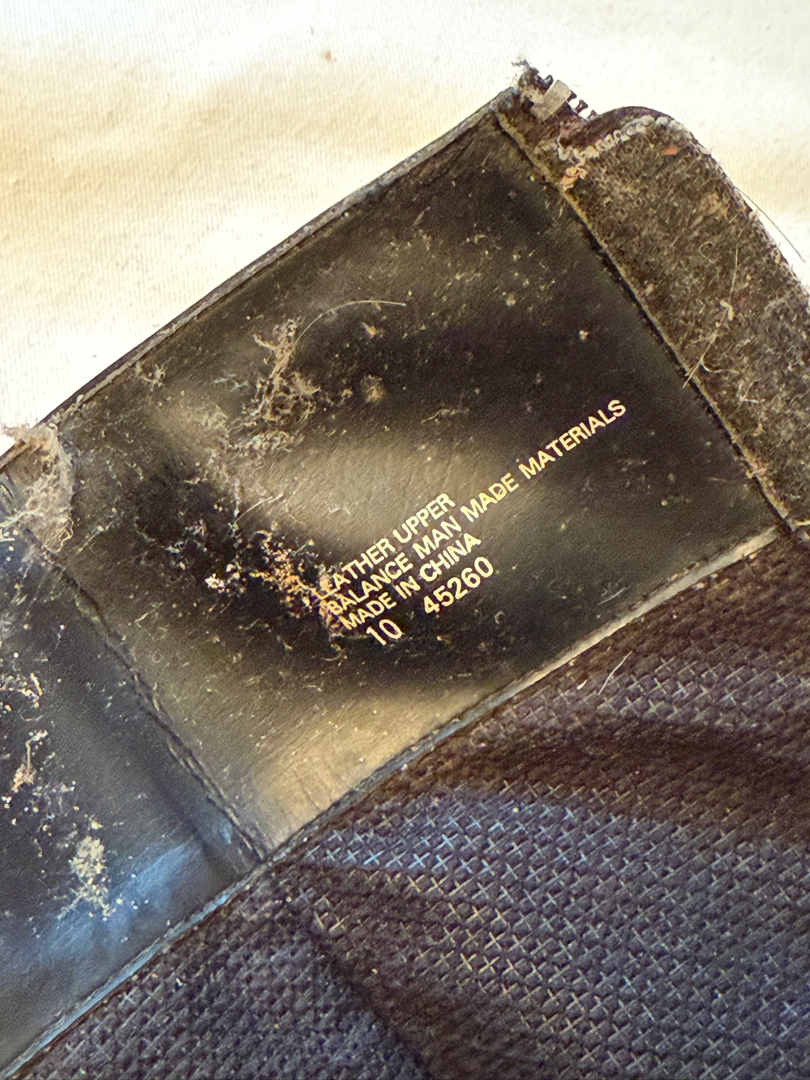 LEATHER UPPER
BALANCE MAN MADE MATERIALS
MADE IN CHINA
10 45260